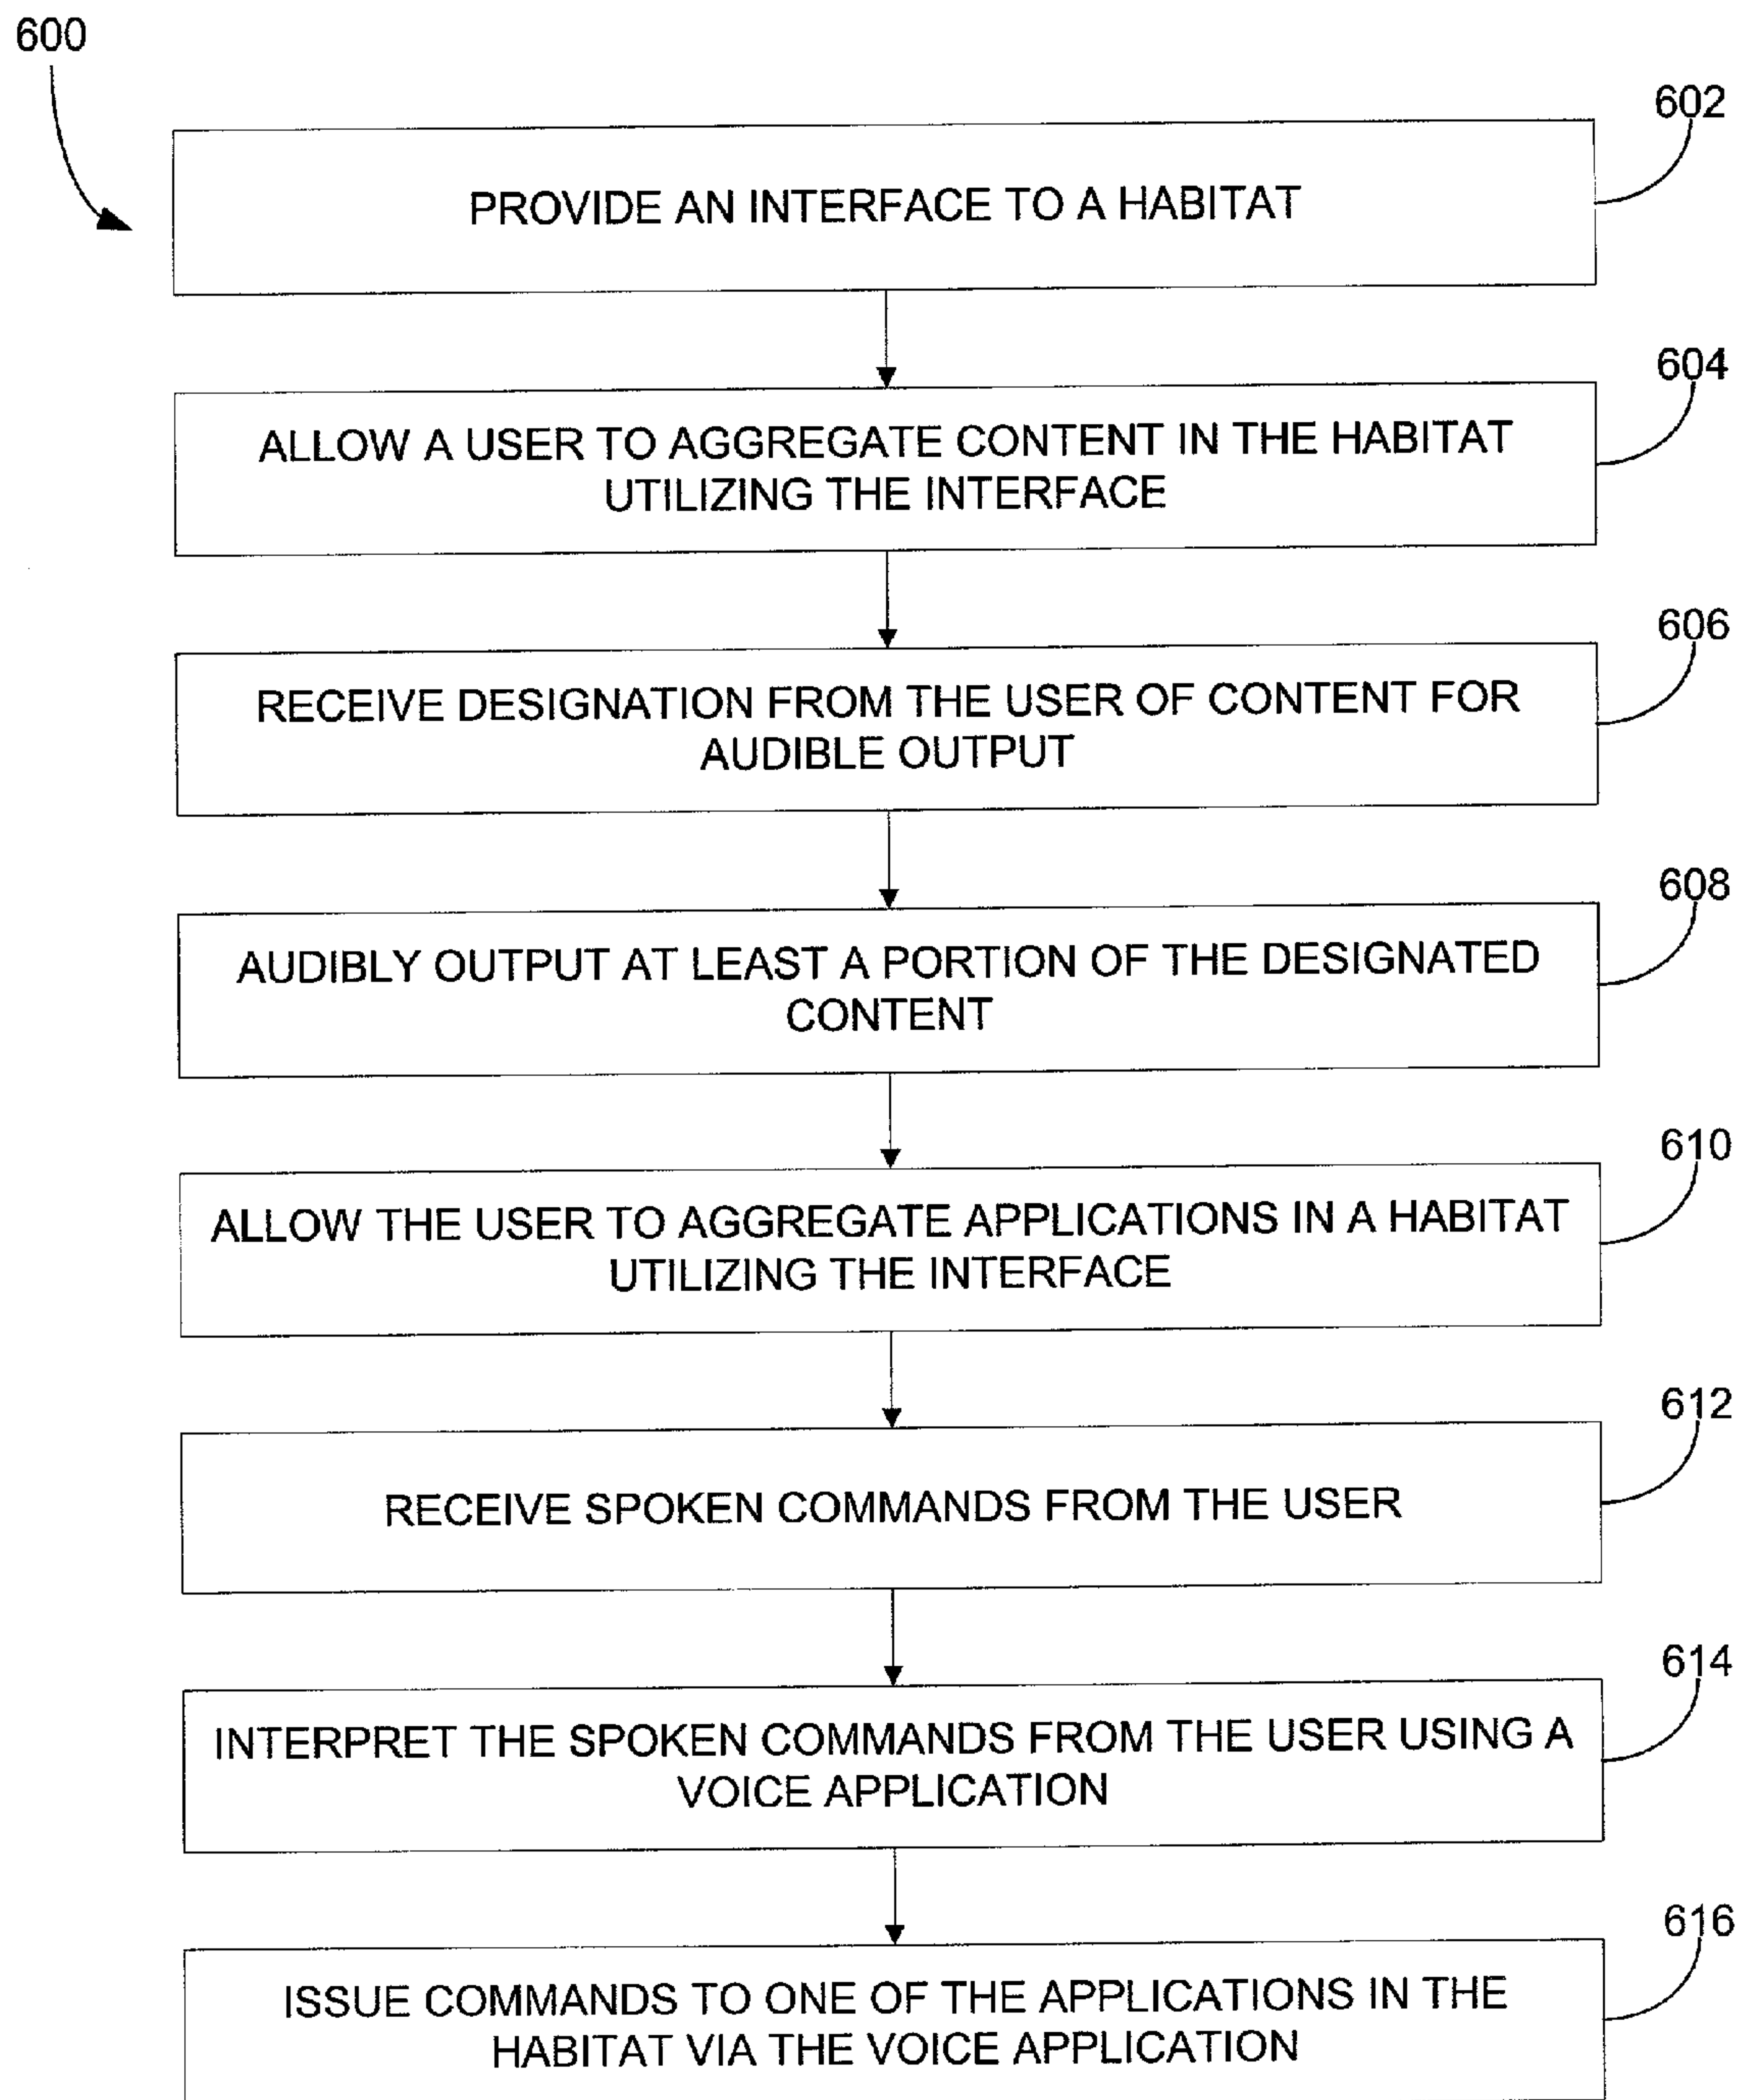 600
602
PROVIDE AN INTERFACE TO A HABITAT
604
ALLOW A USER TO AGGREGATE CONTENT IN THE HABITAT
UTILIZING THE INTERFACE
606
RECEIVE DESIGNATION FROM THE USER OF CONTENT FOR
AUDIBLE OUTPUT
608
AUDIBLY OUTPUT AT LEAST A PORTION OF THE DESIGNATED
CONTENT
610
ALLOW THE USER TO AGGREGATE APPLICATIONS IN A HABITAT
UTILIZING THE INTERFACE
612
RECEIVE SPOKEN COMMANDS FROM THE USER
614
INTERPRET THE SPOKEN COMMANDS FROM THE USER USING A
VOICE APPLICATION
616
ISSUE COMMANDS TO ONE OF THE APPLICATIONS IN THE
HABITAT VIA THE VOICE APPLICATION